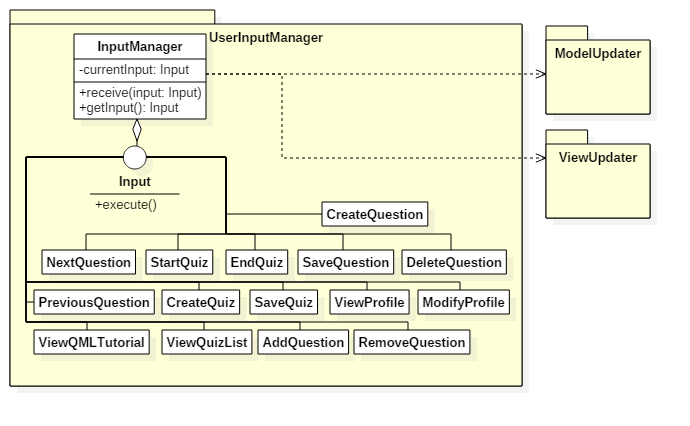 UserInputManager
InputManager
-currentInput: Input
+receive(input: Input)
+getInput(): Input
ModelUpdater
ViewUpdater
Input
+execute()
CreateQuestion
NextQuestion
StartQuiz
EndQuiz
SaveQuestion
DeleteQuestion
PreviousQuestion
CreateQuiz
SaveQuiz
ViewProfile
ModifyProfile
ViewQMLTutorial
ViewQuizList
AddQuestion
RemoveQuestion